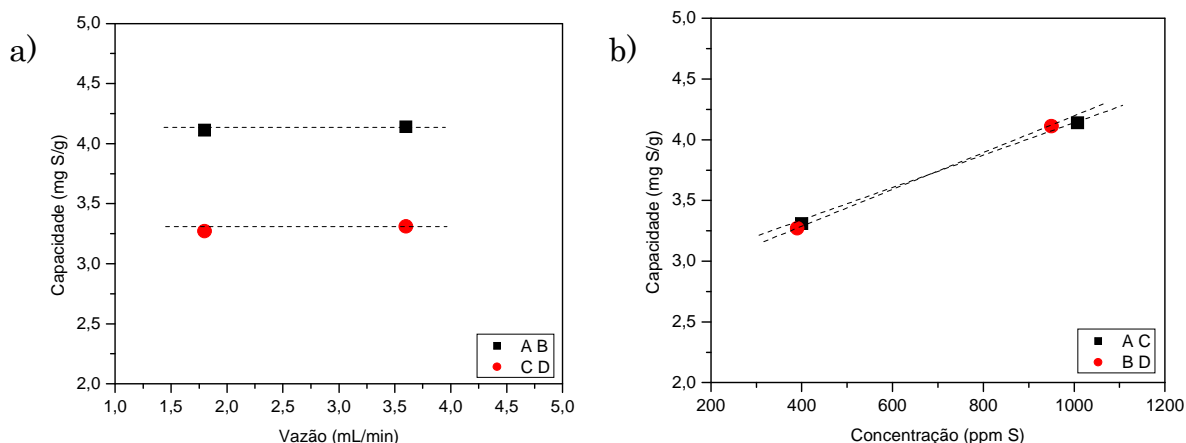 a)
Capacidade (mg S/g)
5,0
4,5
4,0
3,5
3,0
2,5
2,0
1,0 1,5 2,0 2,5 3,0 3,5 4,0 4,5 5,0
Vazão (mL/min)
A B
C D
b)
Capacidade (mg S/g)
5,0
4,5
4,0
3,5
3,0
2,5
2,0
200 400 600 800 1000 1200
Concentração (ppm S)
A C
B D